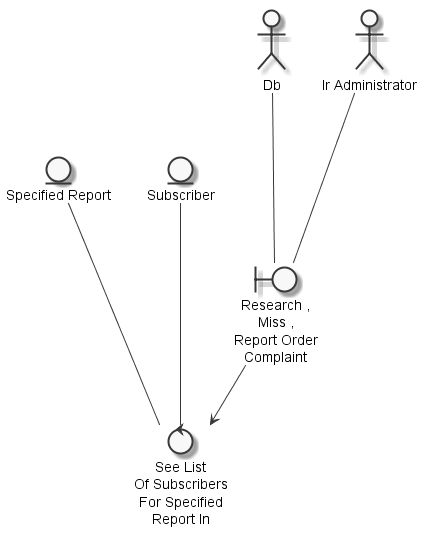 Db
Ir Administrator
Specified Report
Subscriber
Research ,
Miss ,
Report Order
Complaint
See List
Of Subscribers
For Specified
Report In